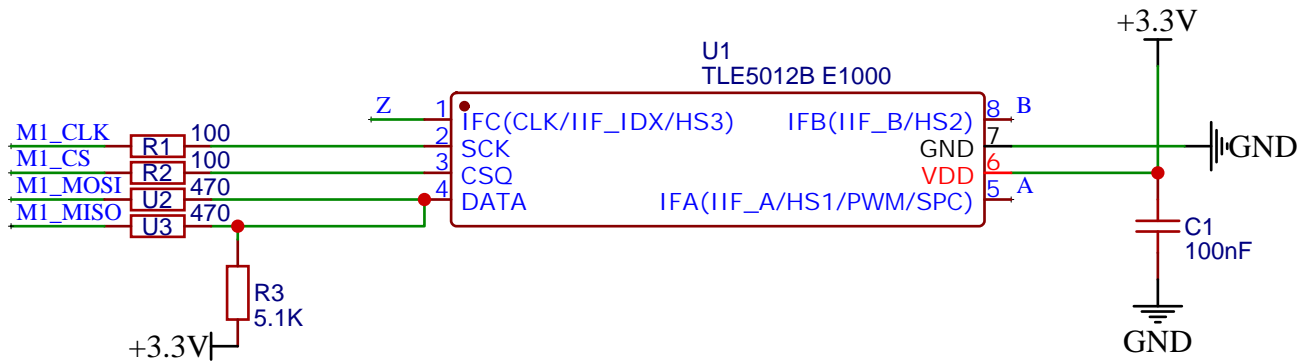 +3.3V
U1
TLE5012B E1000
Z 1 IFC(CLK/IIF_IDX/HS3) IFB(IIF_B/HS2) 8 B
M1_CLK R1 100 2 SCK GND 7 GND
M1_CS R2 100 3 CSQ VDD 6
M1_MOSI U2 470 4 DATA IFA(IIF_A/HS1/PWM/SPC) 5 A
M1_MISO U3 470
C1
100nF
R3
5.1K
+3.3V
GND